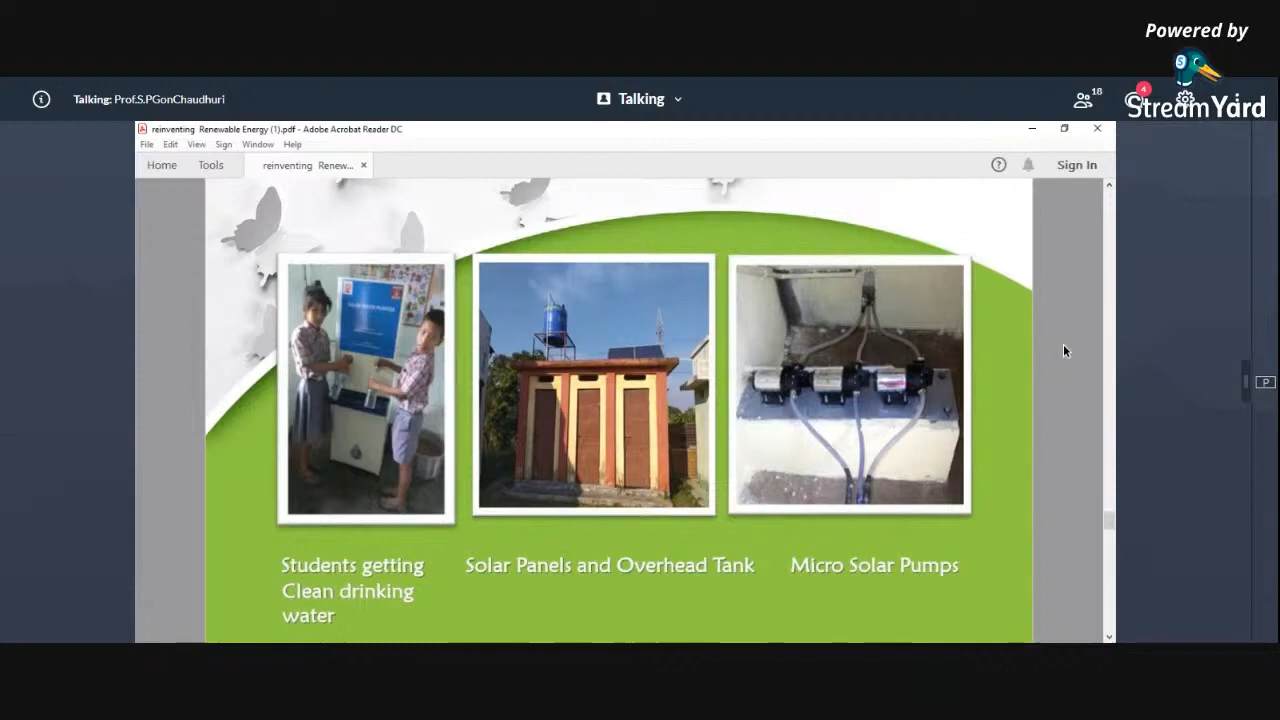 Powered by
StreamYard
Talking: Prof.S.PGonChaudhuri
Talking
18
4
reinventing Renewable Energy (1).pdf - Adobe Acrobat Reader DC
File Edit View Sign Window Help
Home Tools reinventing Renew... ×
Sign In
Students getting
Clean drinking
water
Solar Panels and Overhead Tank
Micro Solar Pumps
P